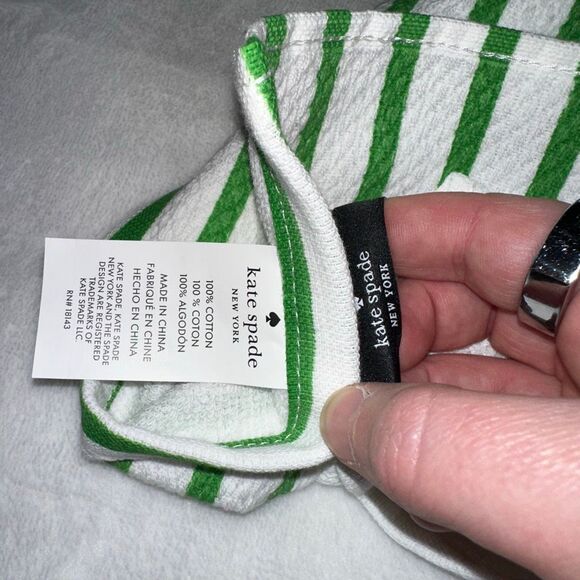 kate spade
NEW YORK
100% COTTON
100 % COTON
100% ALGODÓN
MADE IN CHINA
FABRIQUÉ EN CHINE
HECHO EN CHINA
KATE SPADE, KATE SPADE
NEW YORK AND THE SPADE
DESIGN ARE REGISTERED
TRADEMARKS OF
KATE SPADE LLC.
RN# 18143
kate spade
NEW YORK